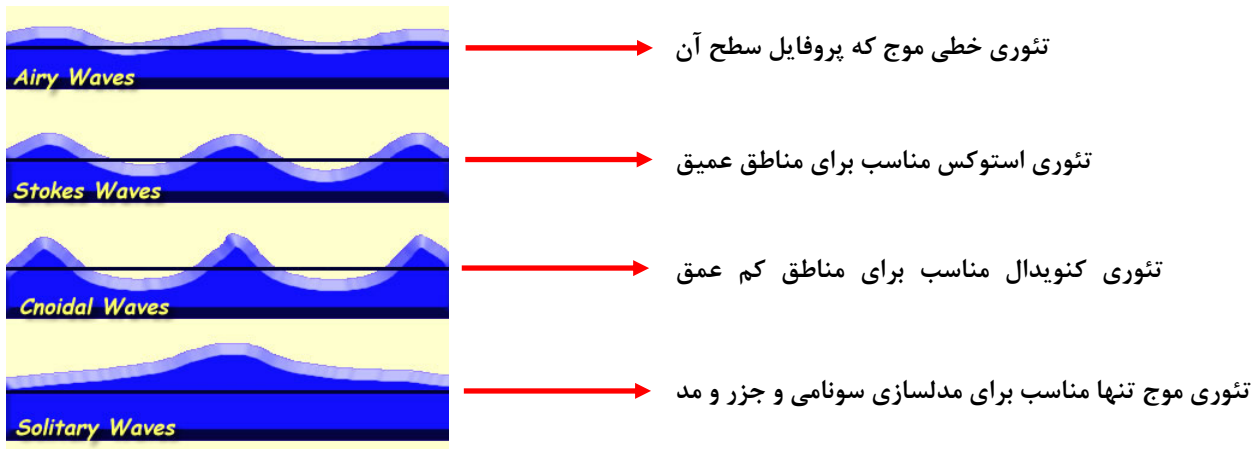 Airy Waves
تئوری خطی موج که پروفایل سطح آن
Stokes Waves
تئوری استوکس مناسب برای مناطق عمیق
Cnoidal Waves
تئوری کنویدال مناسب برای مناطق کم عمق
Solitary Waves
تئوری موج تنها مناسب برای مدلسازی سونامی و جزر و مد